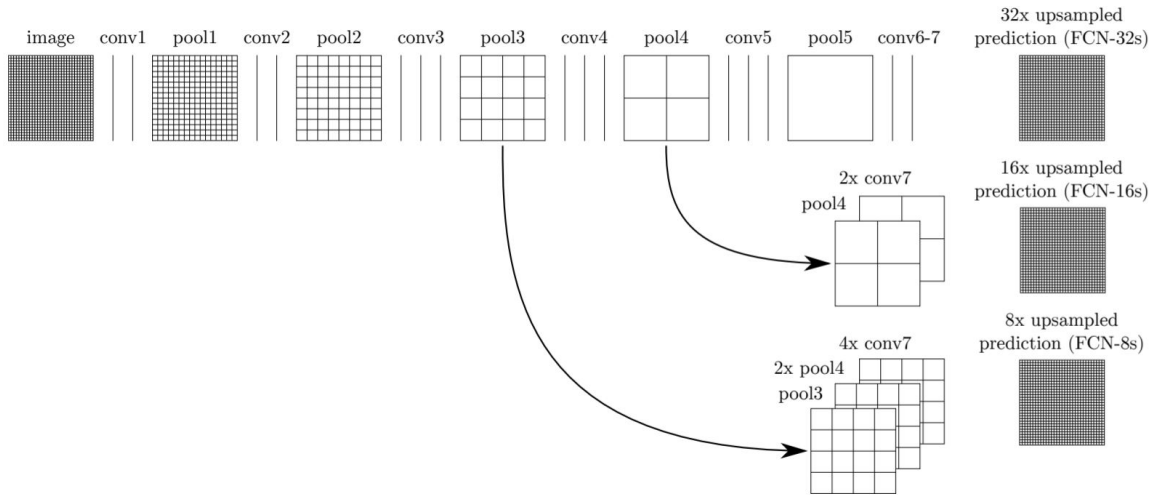 32x upsampled
image conv1 pool1 conv2 pool2 conv3 pool3 conv4 pool4 conv5 pool5 conv6-7 prediction (FCN-32s)
16x upsampled
2x conv7 prediction (FCN-16s)
pool4
8x upsampled
4x conv7 prediction (FCN-8s)
2x pool4
pool3